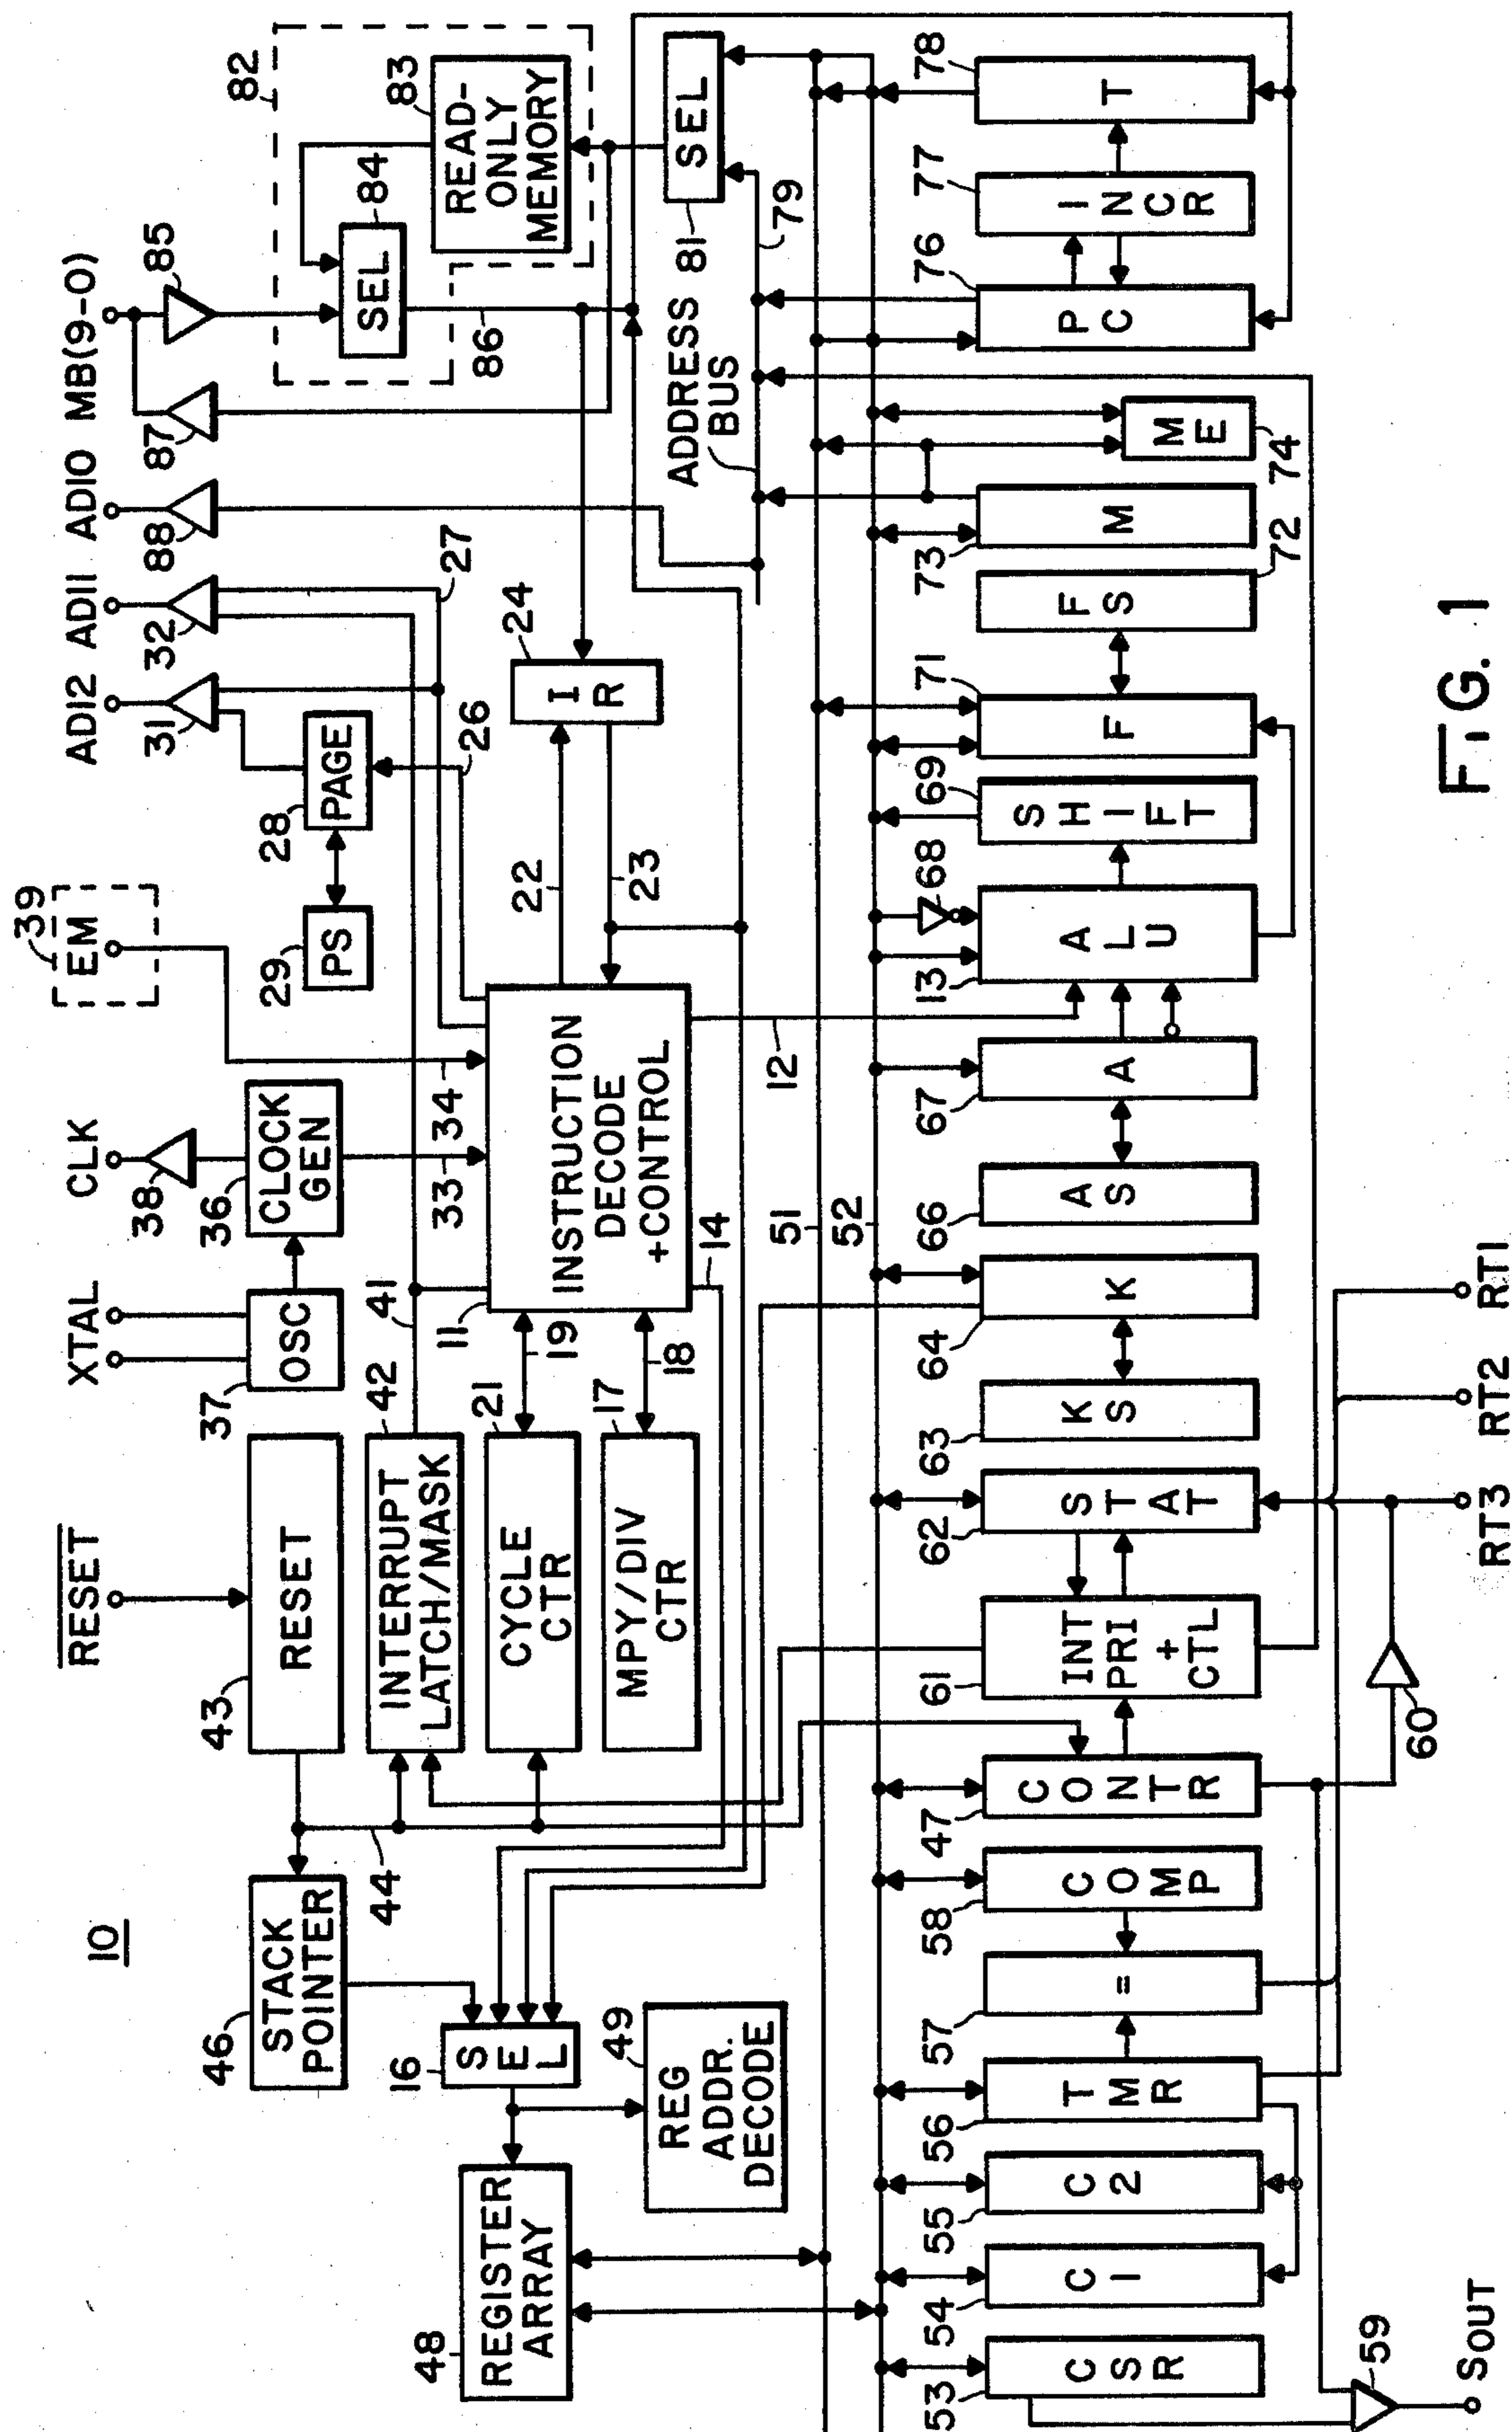 10
RESET
XTAL
CLK
39
EM
AD12
AD11
AD10
MB(9-0)
43
RESET
37
OSC
36
CLOCK
GEN
38
31
32
88
87
85
82
SEL
84
83
READ-
ONLY
MEMORY
86
29
PS
28
PAGE
27
26
46
STACK
POINTER
44
42
INTERRUPT
LATCH/MASK
41
21
CYCLE
CTR
17
MPY/DIV
CTR
19
18
11
INSTRUCTION
DECODE
+CONTROL
33
34
22
23
24
IR
14
12
16
SEL
49
REG
ADDR.
DECODE
48
REGISTER
ARRAY
ADDRESS
BUS
81
SEL
79
51
52
53
CSR
54
C1
55
C2
56
TMR
57
=
58
COMP
47
CONTR
61
INT
PRI
+
CTL
62
STAT
63
KS
64
K
66
AS
67
A
13
ALU
68
69
SHIFT
71
F
72
FS
73
M
74
ME
76
PC
77
INCR
78
T
59
SOUT
60
RT3
RT2
RT1
FIG. 1